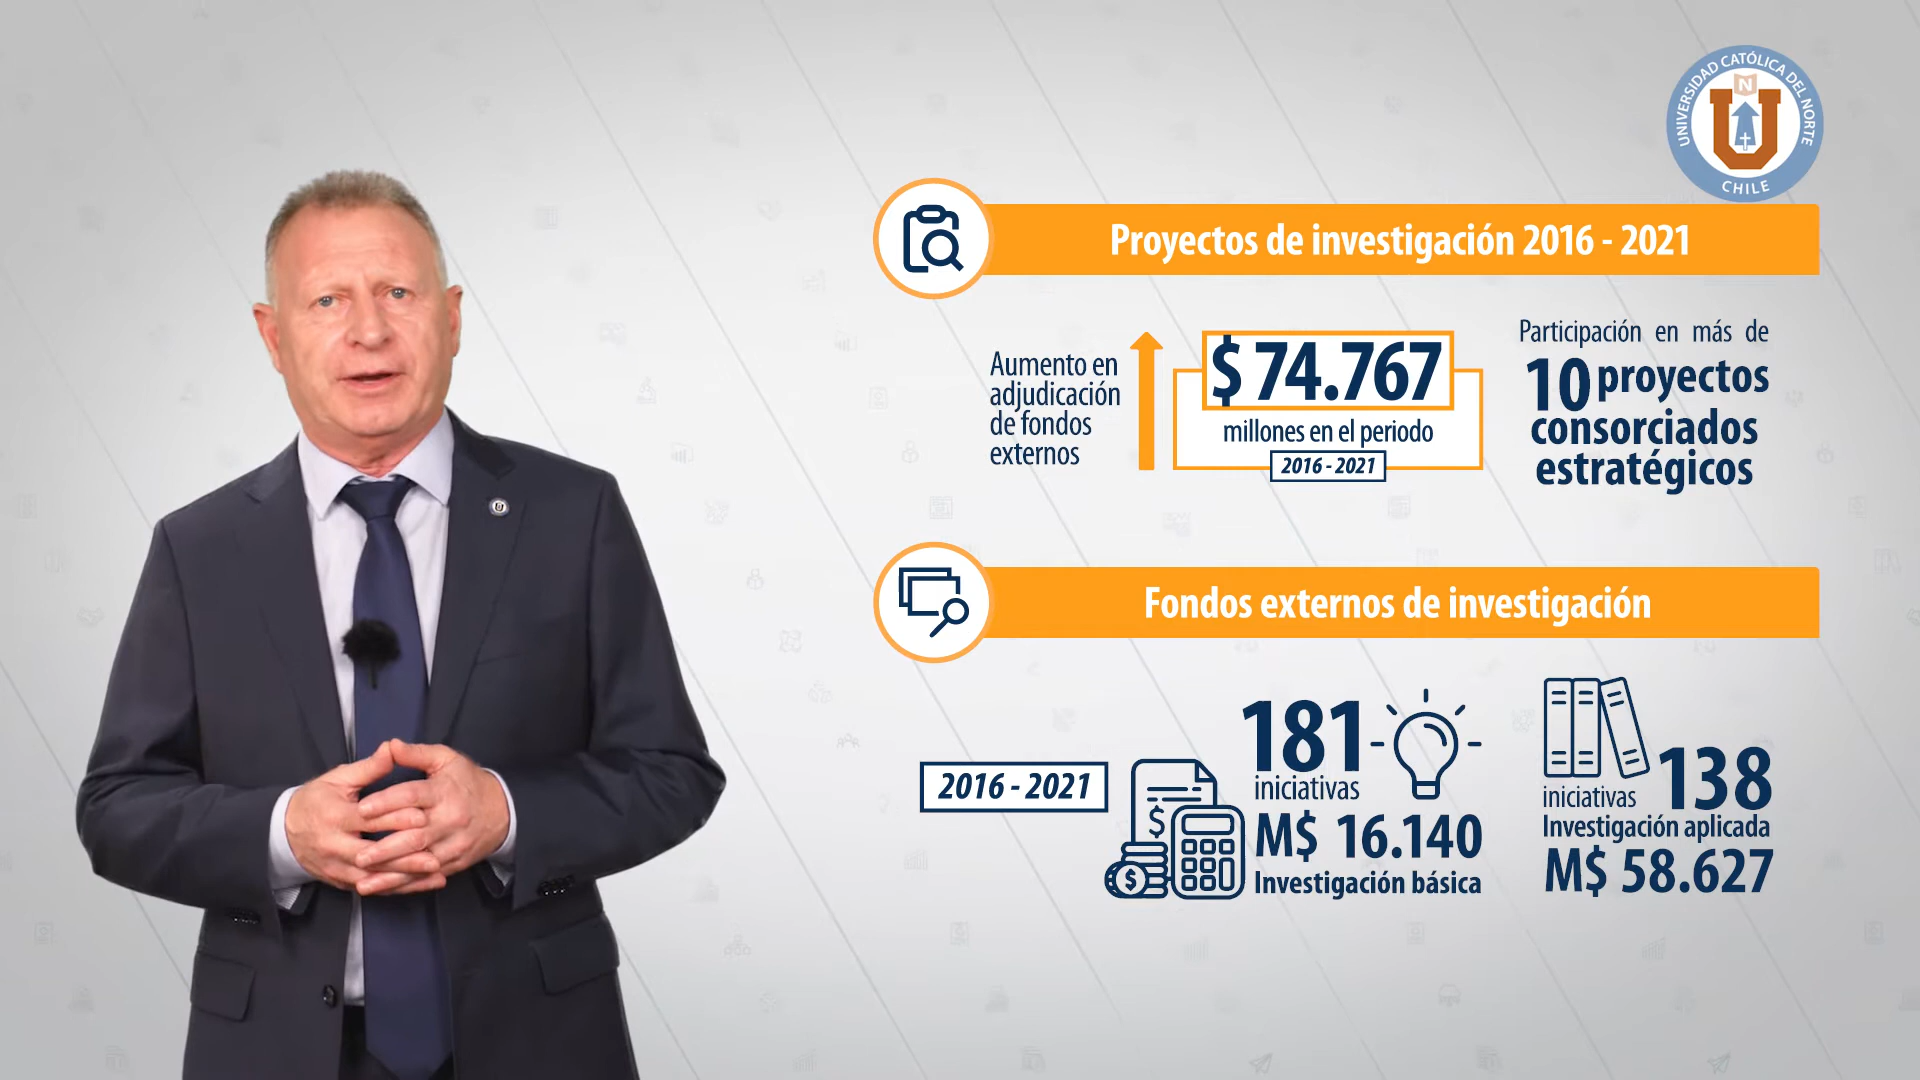 UNIVERSIDAD CATÓLICA DEL NORTE
N
U
CHILE
Proyectos de investigación 2016 - 2021
Aumento en
adjudicación
de fondos
externos
$ 74.767
millones en el periodo
2016 - 2021
Participación en más de
10 proyectos
consorciados
estratégicos
Fondos externos de investigación
2016 - 2021
$
$
181
iniciativas
M$ 16.140
Investigación básica
138
iniciativas
Investigación aplicada
M$ 58.627